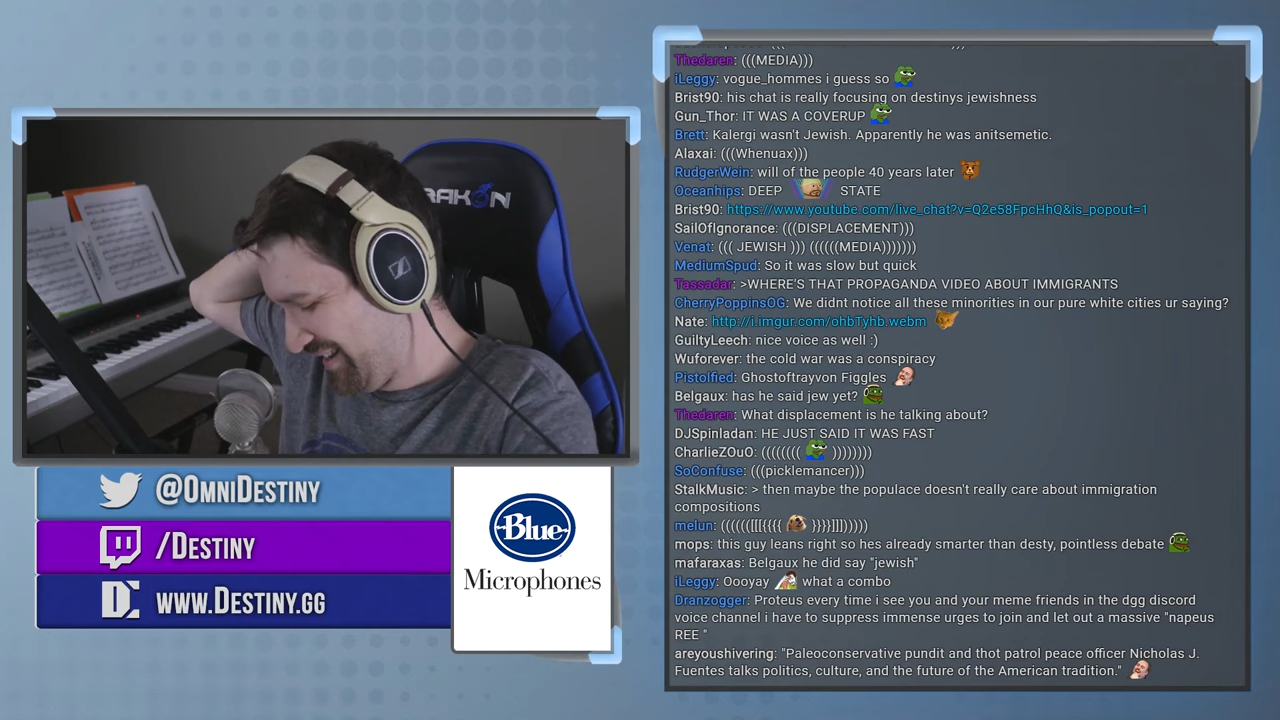 Thedaren: (((MEDIA)))
iLeggy: vogue_hommes i guess so
Brist90: his chat is really focusing on destinys jewishness
Gun_Thor: IT WAS A COVERUP
Brett: Kalergi wasn't Jewish. Apparently he was anitsemetic.
Alaxai: (((Whenuax)))
RudgerWein: will of the people 40 years later
Oceanhips: DEEP STATE
Brist90: https://www.youtube.com/live_chat?v=Q2e58FpcHhQ&is_popout=1
SailOfIgnorance: (((DISPLACEMENT)))
Venat: ((( JEWISH ))) ((((((MEDIA)))))))
MediumSpud: So it was slow but quick
Tassadar: >WHERE'S THAT PROPAGANDA VIDEO ABOUT IMMIGRANTS
CherryPoppinsOG: We didnt notice all these minorities in our pure white cities ur saying?
Nate: http://i.imgur.com/ohbTyhb.webm
GuiltyLeech: nice voice as well :)
Wuforever: the cold war was a conspiracy
Pistolfied: Ghostoftrayvon Figgles
Belgaux: has he said jew yet?
Thedaren: What displacement is he talking about?
DJSpinladan: HE JUST SAID IT WAS FAST
CharlieZOuO: (((((((( ))))))))
SoConfuse: (((picklemancer)))
StalkMusic: > then maybe the populace doesn't really care about immigration
compositions
melun: (((((([[[{{{{ }}}}]]])))))
mops: this guy leans right so hes already smarter than desty, pointless debate
mafaraxas: Belgaux he did say "jewish"
iLeggy: Oooyay what a combo
Dranzogger: Proteus every time i see you and your meme friends in the dgg discord
voice channel i have to suppress immense urges to join and let out a massive "napeus
REE "
areyoushivering: "Paleoconservative pundit and thot patrol peace officer Nicholas J.
Fuentes talks politics, culture, and the future of the American tradition."
RAKON
@OmniDestiny
/Destiny
www.Destiny.gg
Blue
Microphones